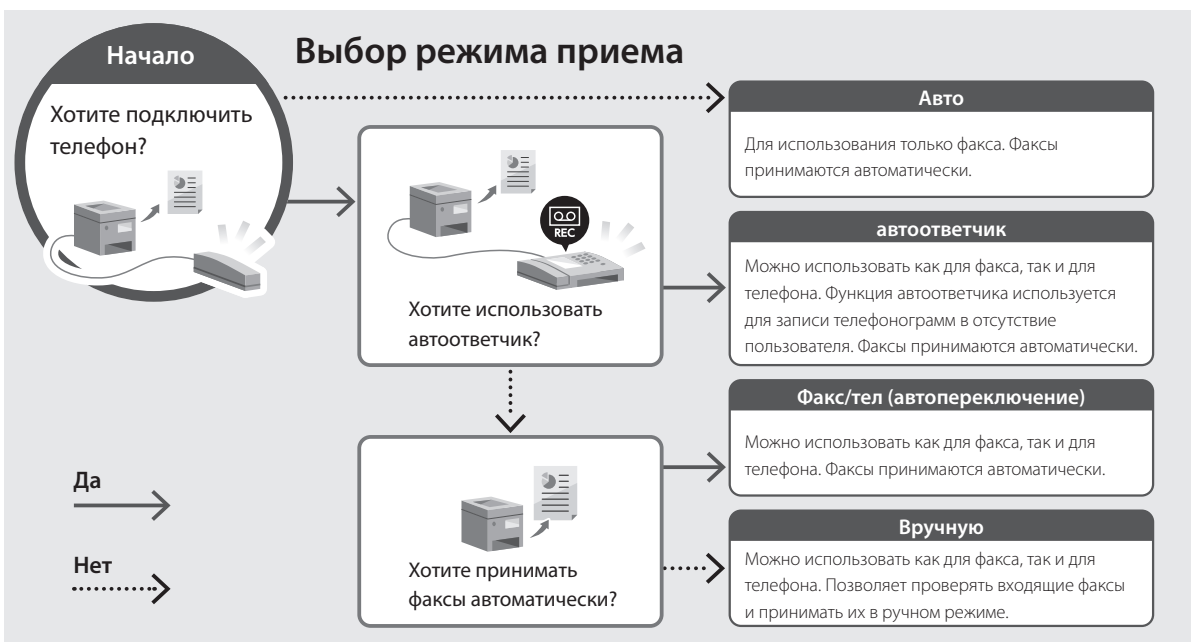 Начало
Выбор режима приема
Хотите подключить
телефон?
REC
Хотите использовать
автоответчик?
Хотите принимать
факсы автоматически?
Авто
Для использования только факса. Факсы
принимаются автоматически.
автоответчик
Можно использовать как для факса, так и для
телефона. Функция автоответчика используется
для записи телефонограмм в отсутствие
пользователя. Факсы принимаются автоматически.
Факс/тел (автопереключение)
Можно использовать как для факса, так и для
телефона. Факсы принимаются автоматически.
Вручную
Можно использовать как для факса, так и для
телефона. Позволяет проверять входящие факсы
и принимать их в ручном режиме.
Да
Нет